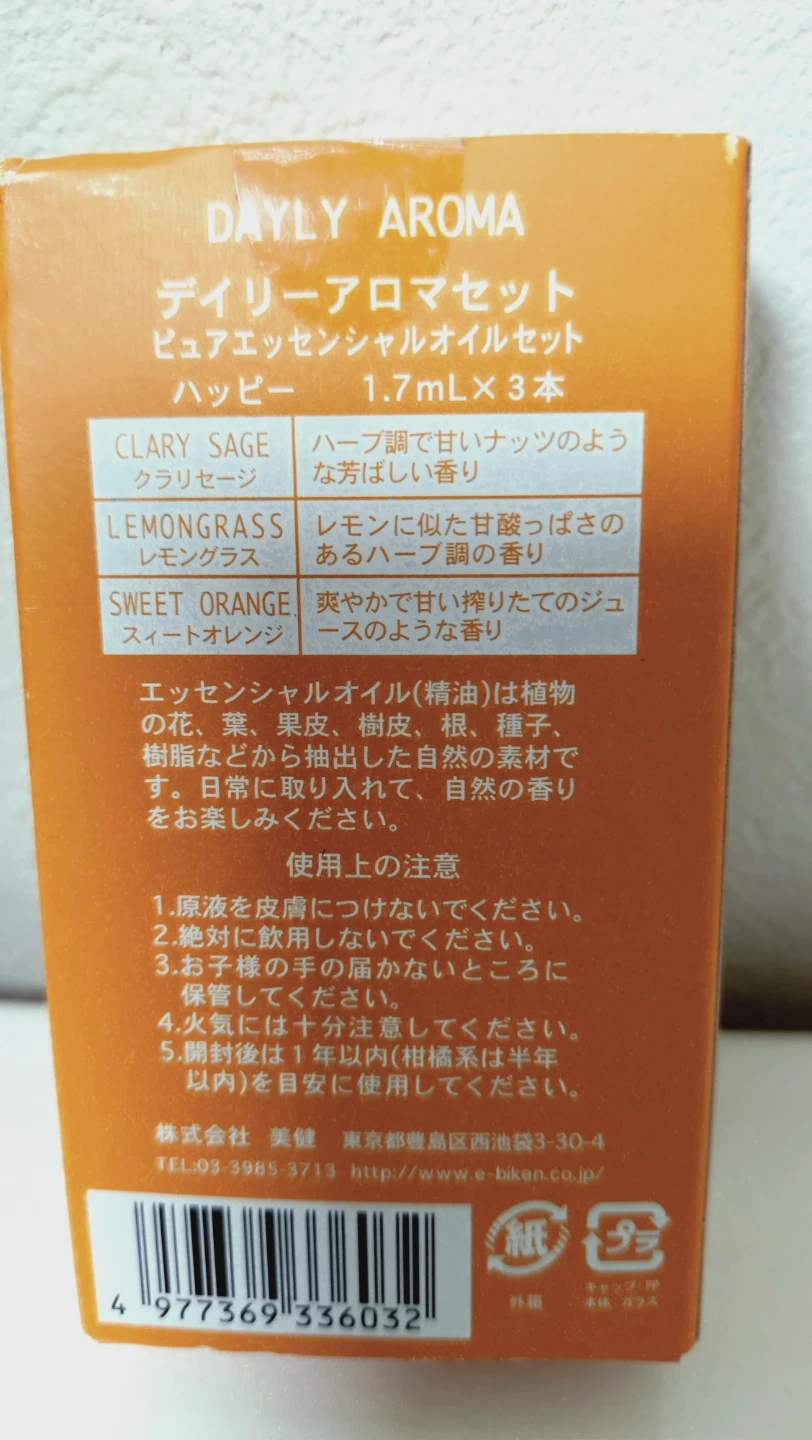 DAYLY AROMA
デイリーアロマセット
ピュアエッセンシャルオイルセット
ハッピー 1.7mL×3本
CLARY SAGE
クラリセージ
ハーブ調で甘いナッツのよう
な芳ばしい香り
LEMONGRASS
レモングラス
レモンに似た甘酸っぱさの
あるハーブ調の香り
SWEET ORANGE
スィートオレンジ
爽やかで甘い搾りたてのジュ
ースのような香り
エッセンシャルオイル(精油)は植物
の花、葉、果皮、樹皮、根、種子、
樹脂などから抽出した自然の素材で
す。日常に取り入れて、自然の香り
をお楽しみください。
使用上の注意
1.原液を皮膚につけないでください。
2.絶対に飲用しないでください。
3.お子様の手の届かないところに
保管してください。
4.火気には十分注意してください。
5.開封後は1年以内(柑橘系は半年
以内)を目安に使用してください。
株式会社 美健 東京都豊島区西池袋3-30-4
TEL:03-3985-3713 http://www.e-biken.co.jp/
4 977369 336032
紙
外箱
プラ
キャップ:PP
本体:ガラス